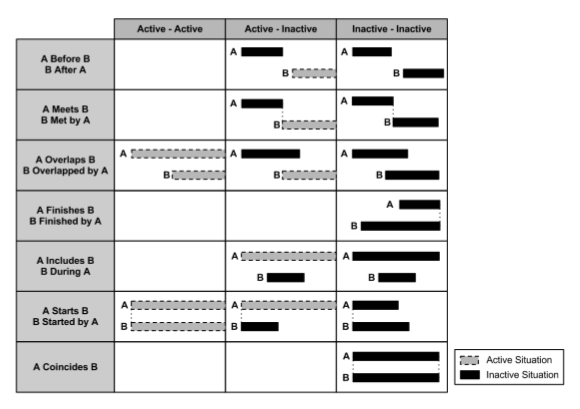 Active - Active Active - Inactive Inactive - Inactive
A Before B
B After A
A A
B B
A Meets B
B Met by A
A A
B B
A Overlaps B
B Overlapped by A
A A A
B B B
A Finishes B
B Finished by A
A
B
A Includes B
B During A
A A
B B
A Starts B
B Started by A
A A A
B B B
A Coincides B
A
B
Active Situation
Inactive Situation